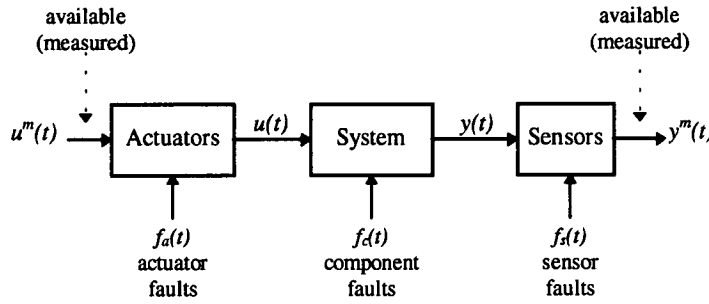 available
(measured)
available
(measured)
u^m(t)
Actuators
u(t)
System
y(t)
Sensors
y^m(t)
f_a(t)
actuator
faults
f_c(t)
component
faults
f_s(t)
sensor
faults